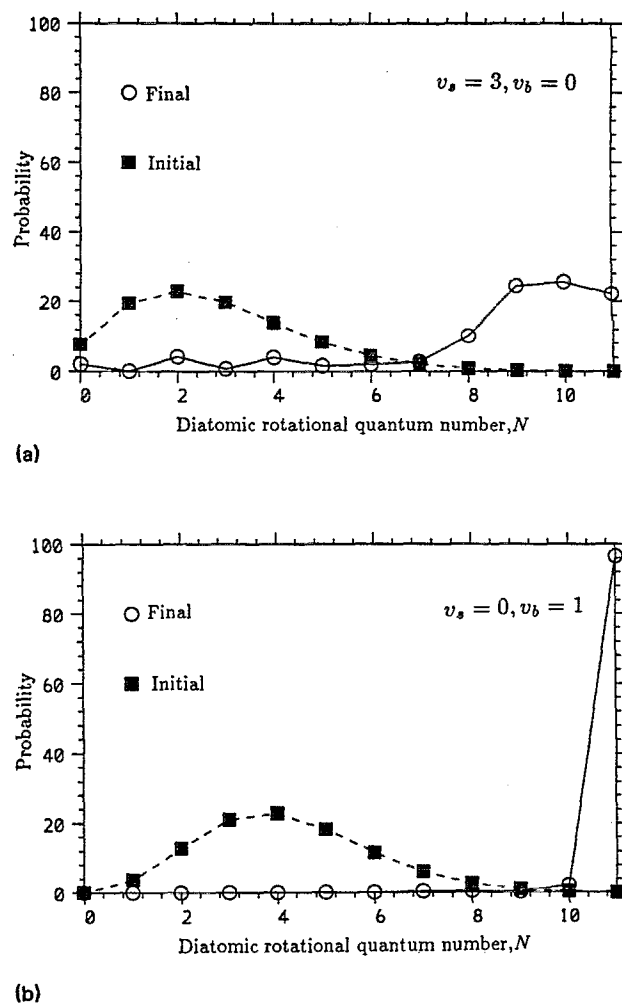 100
80
60
40
20
0
Probability
Final
Initial
v_s = 3, v_b = 0
0 2 4 6 8 10
Diatomic rotational quantum number, N
(a)
100
80
60
40
20
0
Probability
Final
Initial
v_s = 0, v_b = 1
0 2 4 6 8 10
Diatomic rotational quantum number, N
(b)